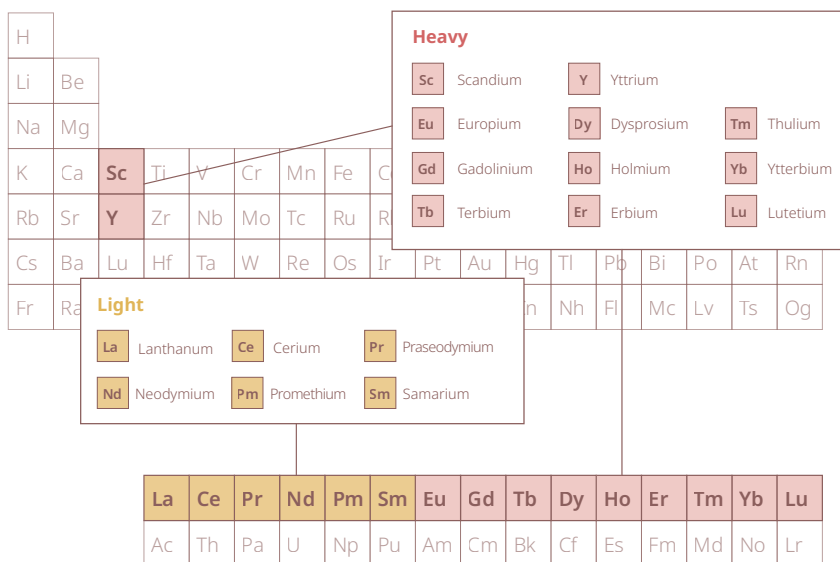 H
Heavy
Sc Scandium Y Yttrium
Li Be
Eu Europium Dy Dysprosium Tm Thulium
Na Mg
Gd Gadolinium Ho Holmium Yb Ytterbium
K Ca Sc Ti V Cr Mn Fe
Tb Terbium Er Erbium Lu Lutetium
Rb Sr Y Zr Nb Mo Tc Ru
Cs Ba Lu Hf Ta W Re Os Ir Pt Au Hg Tl Pb Bi Po At Rn
Fr Nh Fl Mc Lv Ts Og
Light
La Lanthanum Ce Cerium Pr Praseodymium
Nd Neodymium Pm Promethium Sm Samarium
La Ce Pr Nd Pm Sm Eu Gd Tb Dy Ho Er Tm Yb Lu
Ac Th Pa U Np Pu Am Cm Bk Cf Es Fm Md No Lr